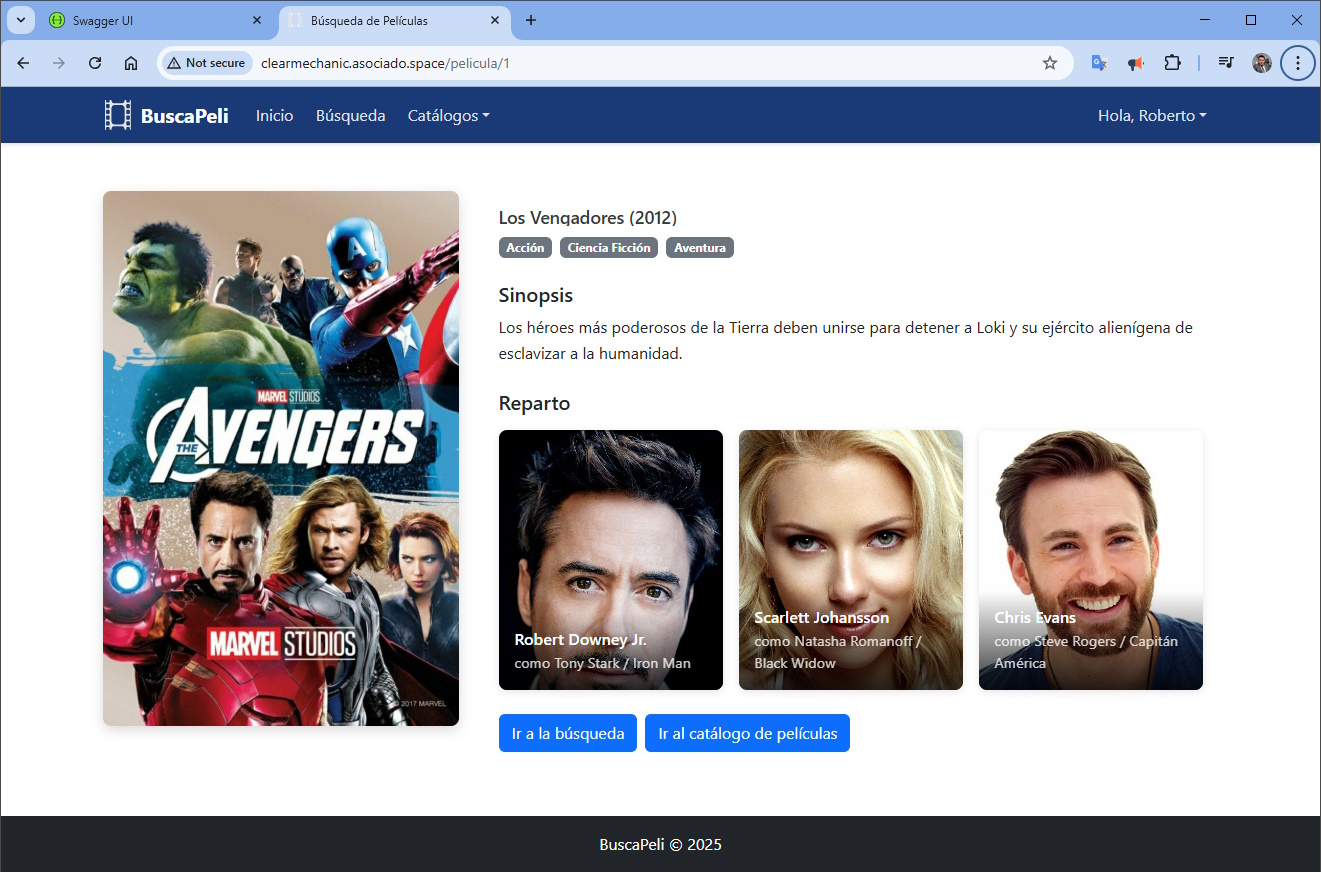 Swagger UI
Búsqueda de Películas
Not secure
clearmechanic.asociado.space/pelicula/1
BuscaPeli
Inicio
Búsqueda
Catálogos
Hola, Roberto
Los Vengadores (2012)
Acción
Ciencia Ficción
Aventura
Sinopsis
Los héroes más poderosos de la Tierra deben unirse para detener a Loki y su ejército alienígena de
esclavizar a la humanidad.
MARVEL STUDIOS
THE AVENGERS
MARVEL STUDIOS
© 2017 MARVEL
Reparto
Robert Downey Jr.
como Tony Stark / Iron Man
Scarlett Johansson
como Natasha Romanoff /
Black Widow
Chris Evans
como Steve Rogers / Capitán
América
Ir a la búsqueda
Ir al catálogo de películas
BuscaPeli © 2025